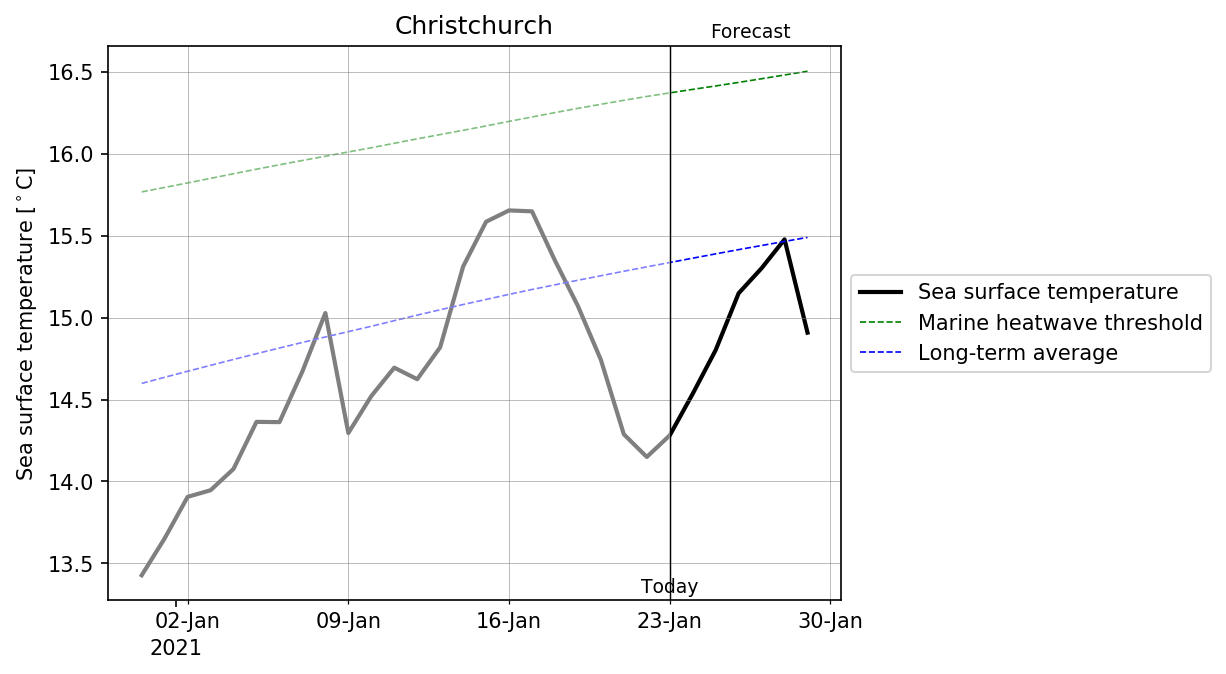 Christchurch
Forecast
Sea surface temperature [°C]
16.5
16.0
15.5
15.0
14.5
14.0
13.5
Today
02-Jan
09-Jan
16-Jan
23-Jan
30-Jan
2021
Sea surface temperature
Marine heatwave threshold
Long-term average